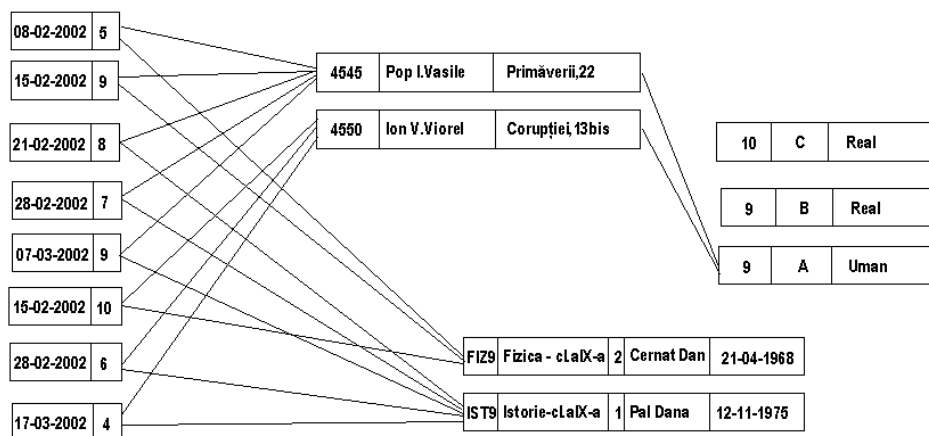 08-02-2002 5
15-02-2002 9
21-02-2002 8
28-02-2002 7
07-03-2002 9
15-02-2002 10
28-02-2002 6
17-03-2002 4
4545 Pop I.Vasile Primăverii,22
4550 Ion V.Viorel Corupției,13bis
10 C Real
9 B Real
9 A Uman
FIZ9 Fizica - cl.aIX-a 2 Cernat Dan 21-04-1968
IST9 Istorie-cl.aIX-a 1 Pal Dana 12-11-1975